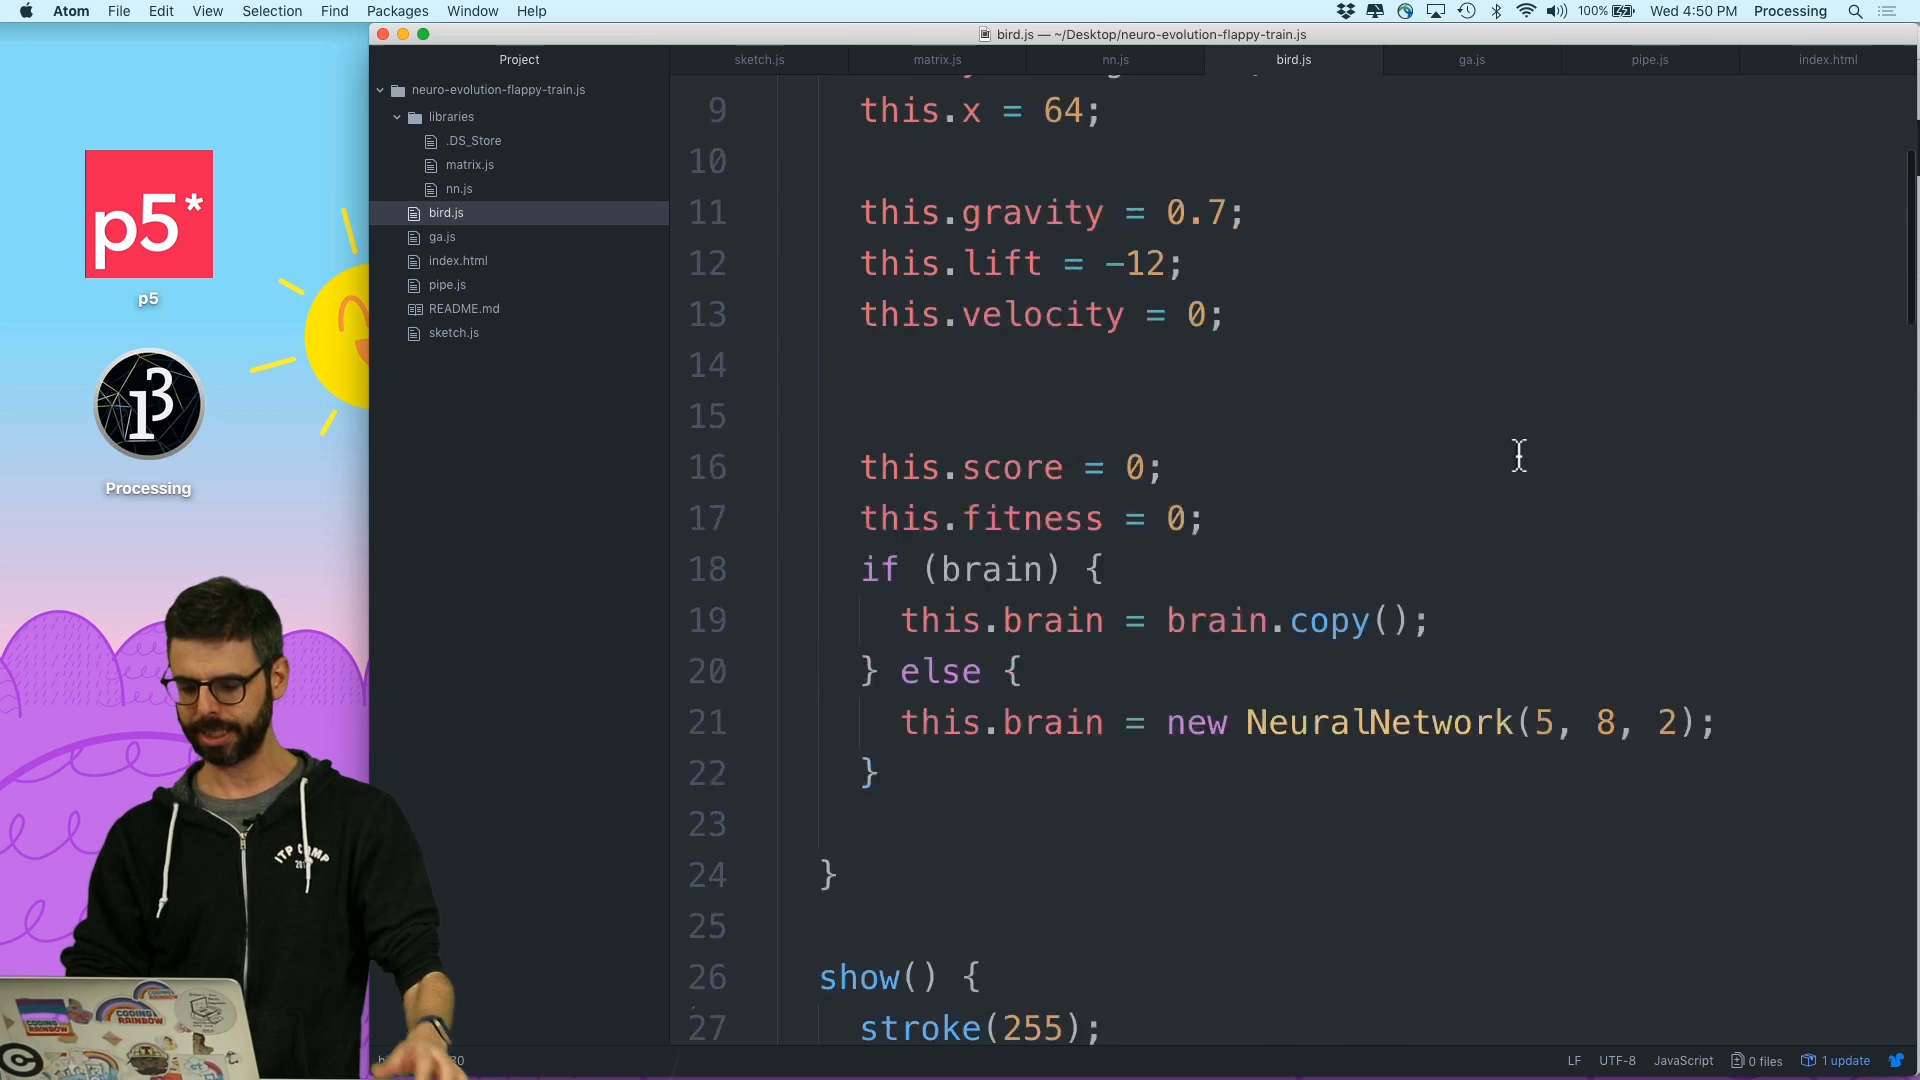 Atom File Edit View Selection Find Packages Window Help
100% Wed 4:50 PM Processing
bird.js — ~/Desktop/neuro-evolution-flappy-train.js
Project
sketch.js matrix.js nn.js bird.js ga.js pipe.js index.html
neuro-evolution-flappy-train.js
libraries
.DS_Store
matrix.js
nn.js
bird.js
ga.js
index.html
pipe.js
README.md
sketch.js
p5*
p5
Processing
9 this.x = 64;
10
11 this.gravity = 0.7;
12 this.lift = -12;
13 this.velocity = 0;
14
15
16 this.score = 0;
17 this.fitness = 0;
18 if (brain) {
19 this.brain = brain.copy();
20 } else {
21 this.brain = new NeuralNetwork(5, 8, 2);
22 }
23
24 }
25
26 show() {
27 stroke(255);
ITP CAMP
CODING RAINBOW
CODING RAINBOW
LF UTF-8 JavaScript 0 files 1 update